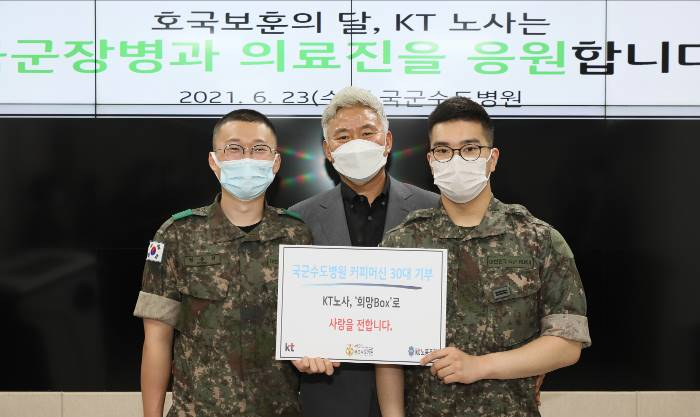 호국보훈의 달, KT 노사는
국군장병과 의료진을 응원합니다
2021. 6. 23(수) 국군수도병원
국군수도병원 커피머신 30대 기부
KT노사, '희망Box'로
사랑을 전합니다.
kt